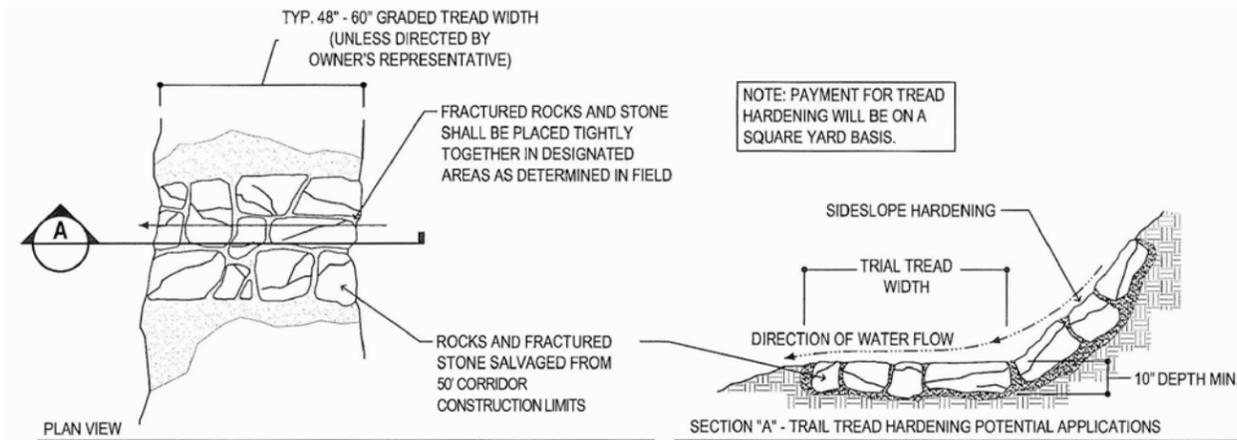 TYP. 48" - 60" GRADED TREAD WIDTH
(UNLESS DIRECTED BY
OWNER'S REPRESENTATIVE)
FRACTURED ROCKS AND STONE
SHALL BE PLACED TIGHTLY
TOGETHER IN DESIGNATED
AREAS AS DETERMINED IN FIELD
A
ROCKS AND FRACTURED
STONE SALVAGED FROM
50' CORRIDOR
CONSTRUCTION LIMITS
PLAN VIEW
NOTE: PAYMENT FOR TREAD
HARDENING WILL BE ON A
SQUARE YARD BASIS.
SIDESLOPE HARDENING
TRIAL TREAD
WIDTH
DIRECTION OF WATER FLOW
10" DEPTH MIN.
SECTION "A" - TRAIL TREAD HARDENING POTENTIAL APPLICATIONS